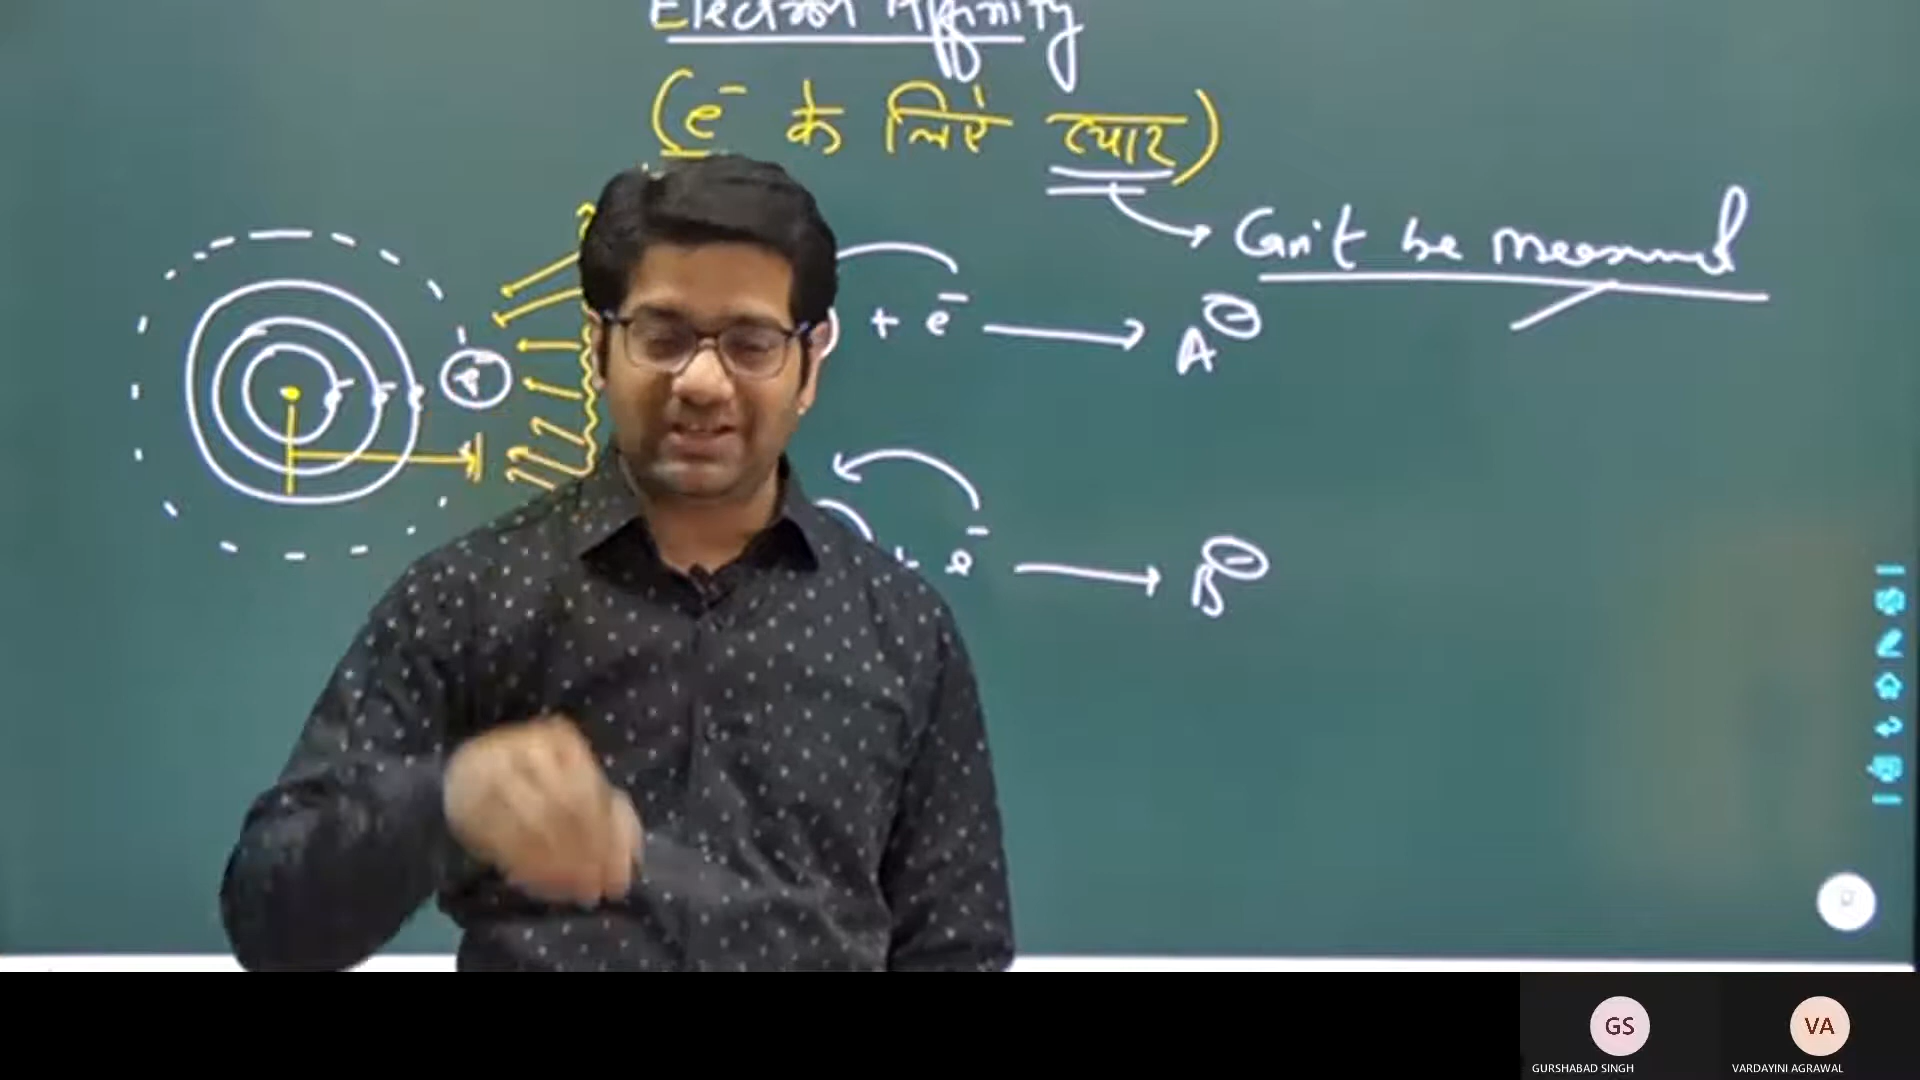 Electron Affinity
(e⁻ के लिए त्यार)
Can't be measured
+ e⁻ → A⊖
e
+ e⁻ → B⊖
GS
VA
GURSHABAD SINGH
VARDAYINI AGRAWAL